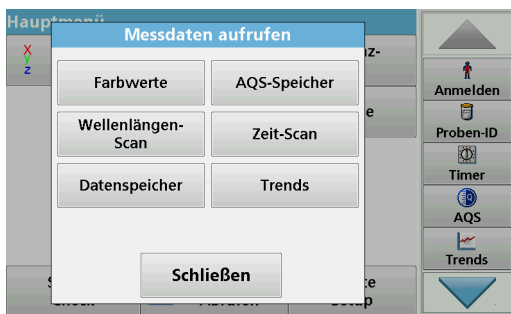 Hauptmenü
Messdaten aufrufen
x
y
z
Farbwerte
AQS-Speicher
Wellenlängen-
Scan
Zeit-Scan
Datenspeicher
Trends
Schließen
Anmelden
Proben-ID
Timer
AQS
Trends